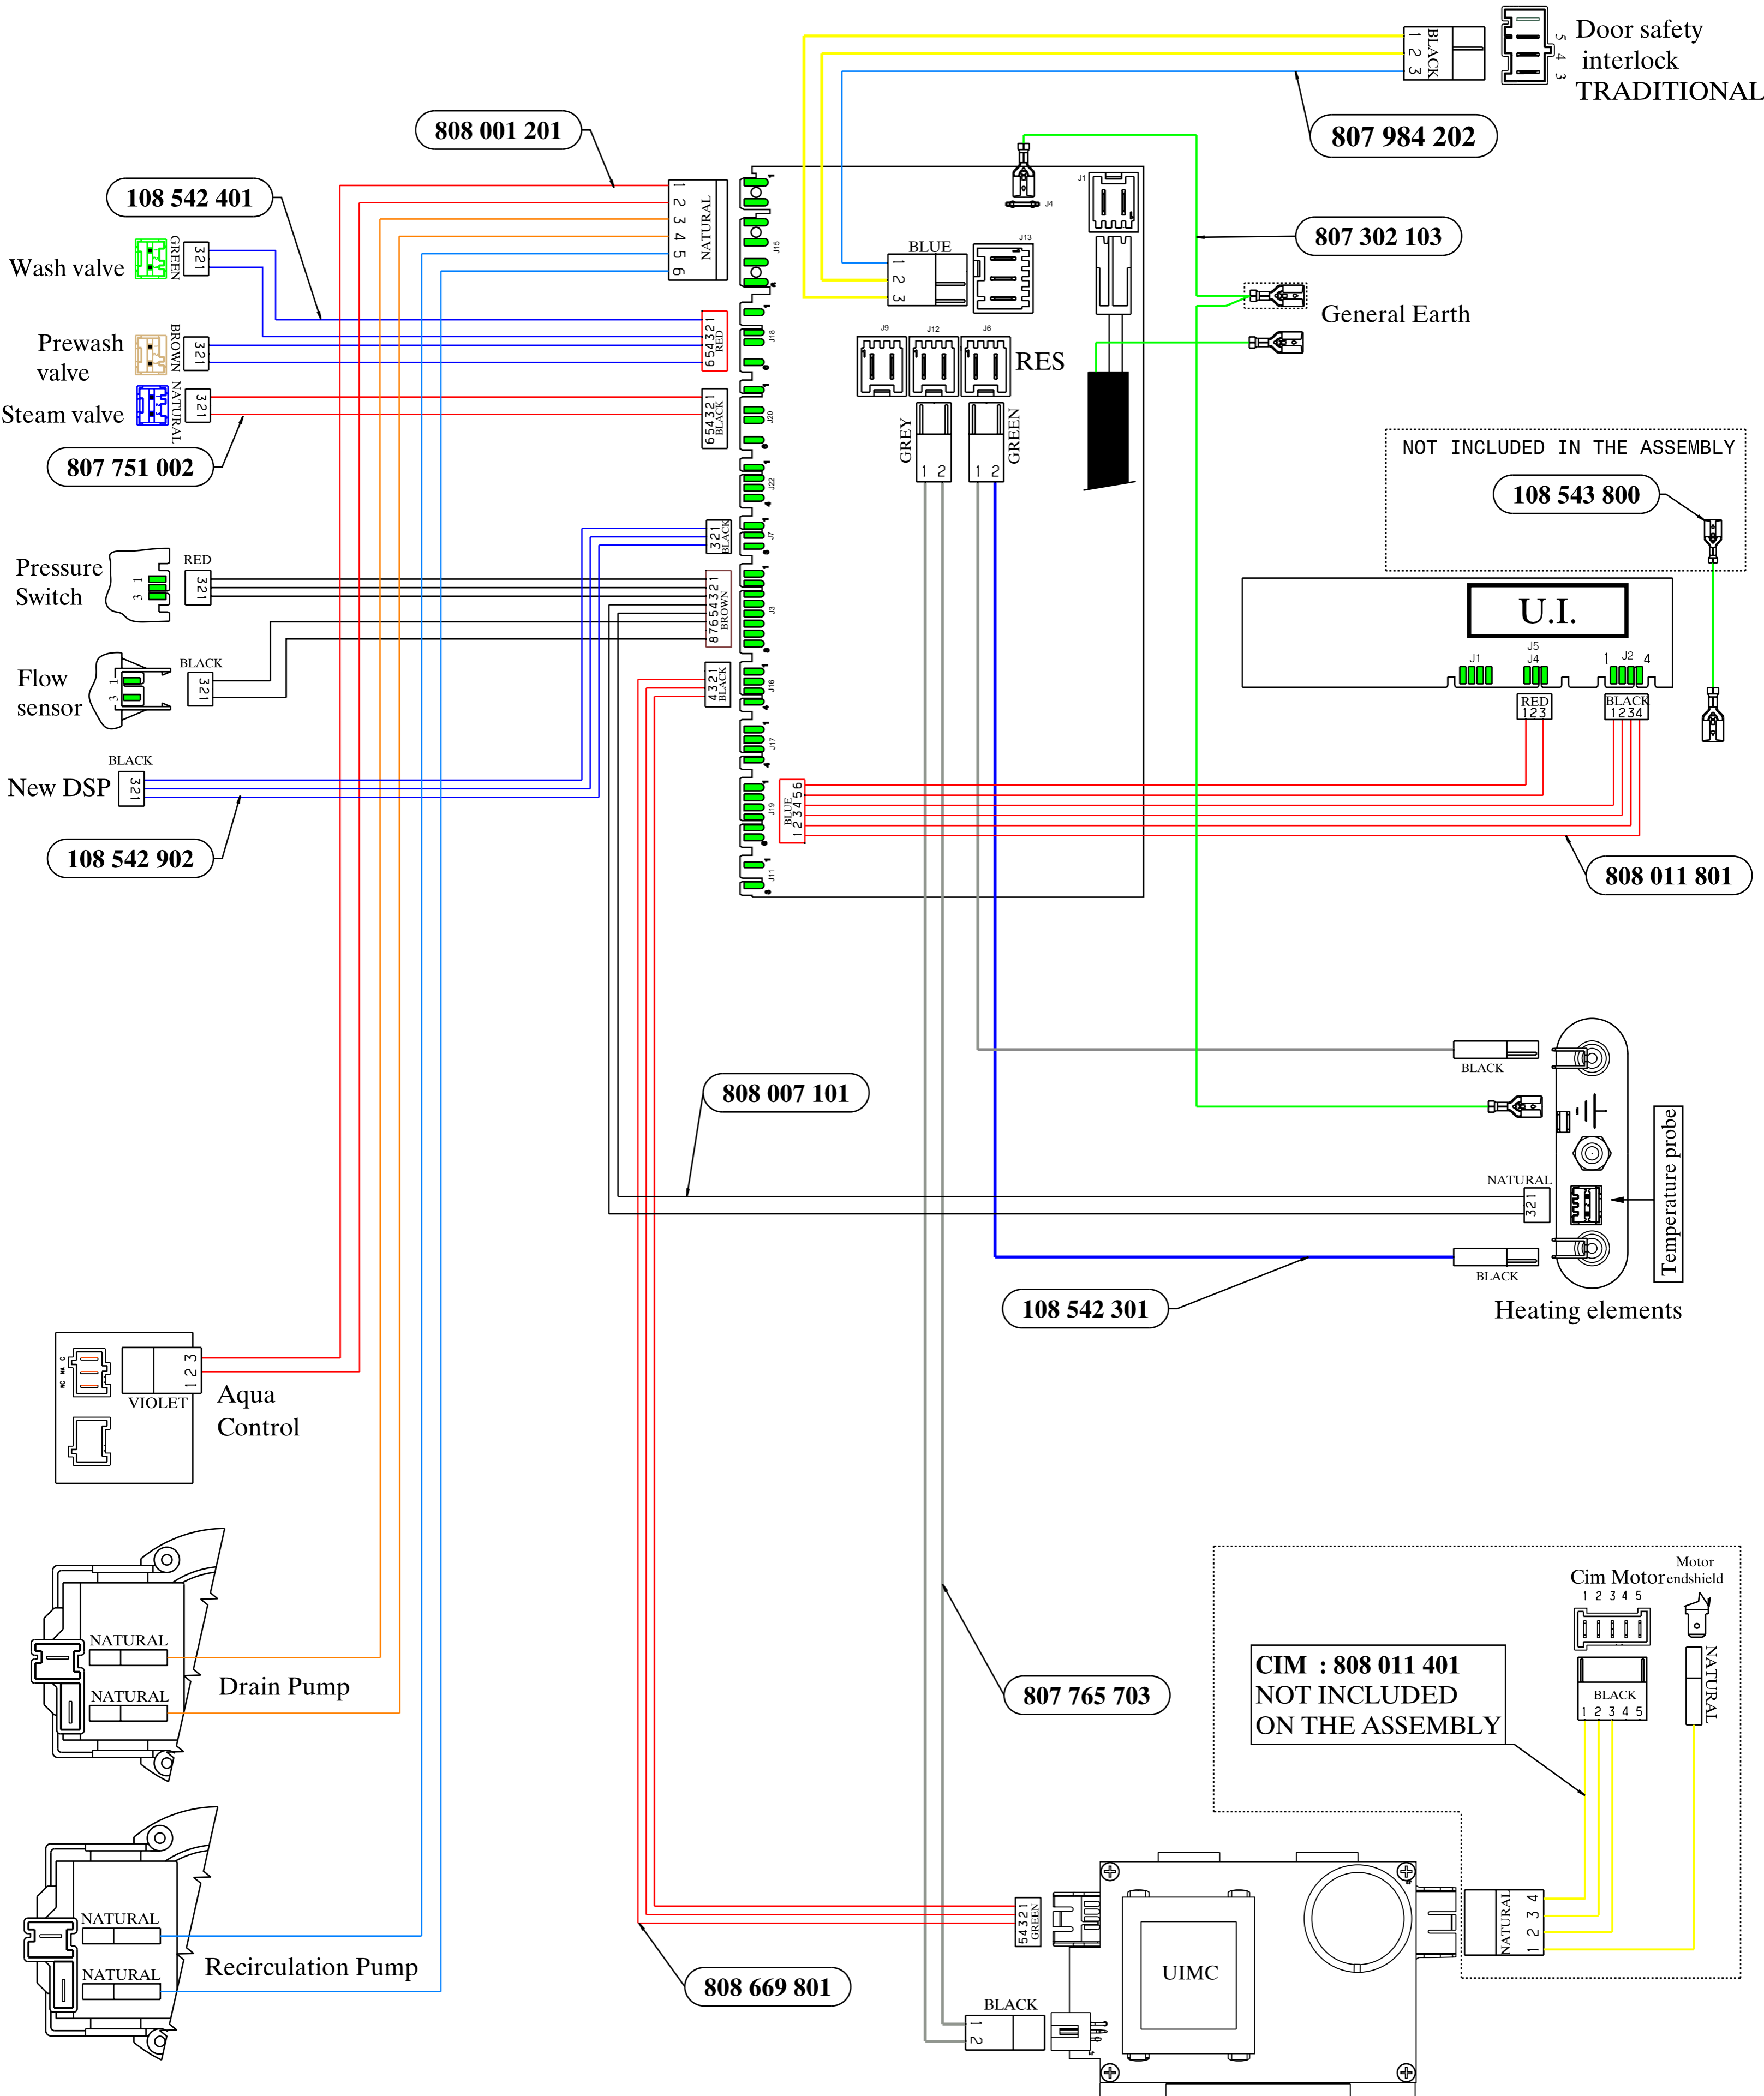 Door safety
interlock
TRADITIONAL
BLACK
1 2 3
5 4 3
807 984 202
808 001 201
108 542 401
Wash valve
GREEN
321
Prewash
valve
BROWN
321
Steam valve
NATURAL
321
807 751 002
NATURAL
1
2
3
4
5
6
J15
654321
RED
J18
654321
BLACK
J20
J22
321
BLACK
J7
87654321
BROWN
J3
4321
BLACK
J16
J17
J19
J11
BLUE
123456
BLUE
1
2
3
J13
J4
J1
J9
J12
J6
RES
GREY
1 2
GREEN
1 2
807 302 103
General Earth
NOT INCLUDED IN THE ASSEMBLY
108 543 800
U.I.
J5
J1
J4
1 J2 4
RED
123
BLACK
1234
808 011 801
Pressure
Switch
1
3
RED
321
Flow
sensor
1
3
BLACK
321
New DSP
BLACK
321
108 542 902
808 007 101
BLACK
NATURAL
321
BLACK
Temperature probe
Heating elements
108 542 301
NC NA C
VIOLET
1 2 3
Aqua
Control
NATURAL
NATURAL
Drain Pump
NATURAL
NATURAL
Recirculation Pump
807 765 703
808 669 801
54321
GREEN
BLACK
1
2
UIMC
NATURAL
1 2 3 4
CIM : 808 011 401
NOT INCLUDED
ON THE ASSEMBLY
Cim Motor
1 2 3 4 5
BLACK
1 2 3 4 5
Motor
endshield
NATURAL